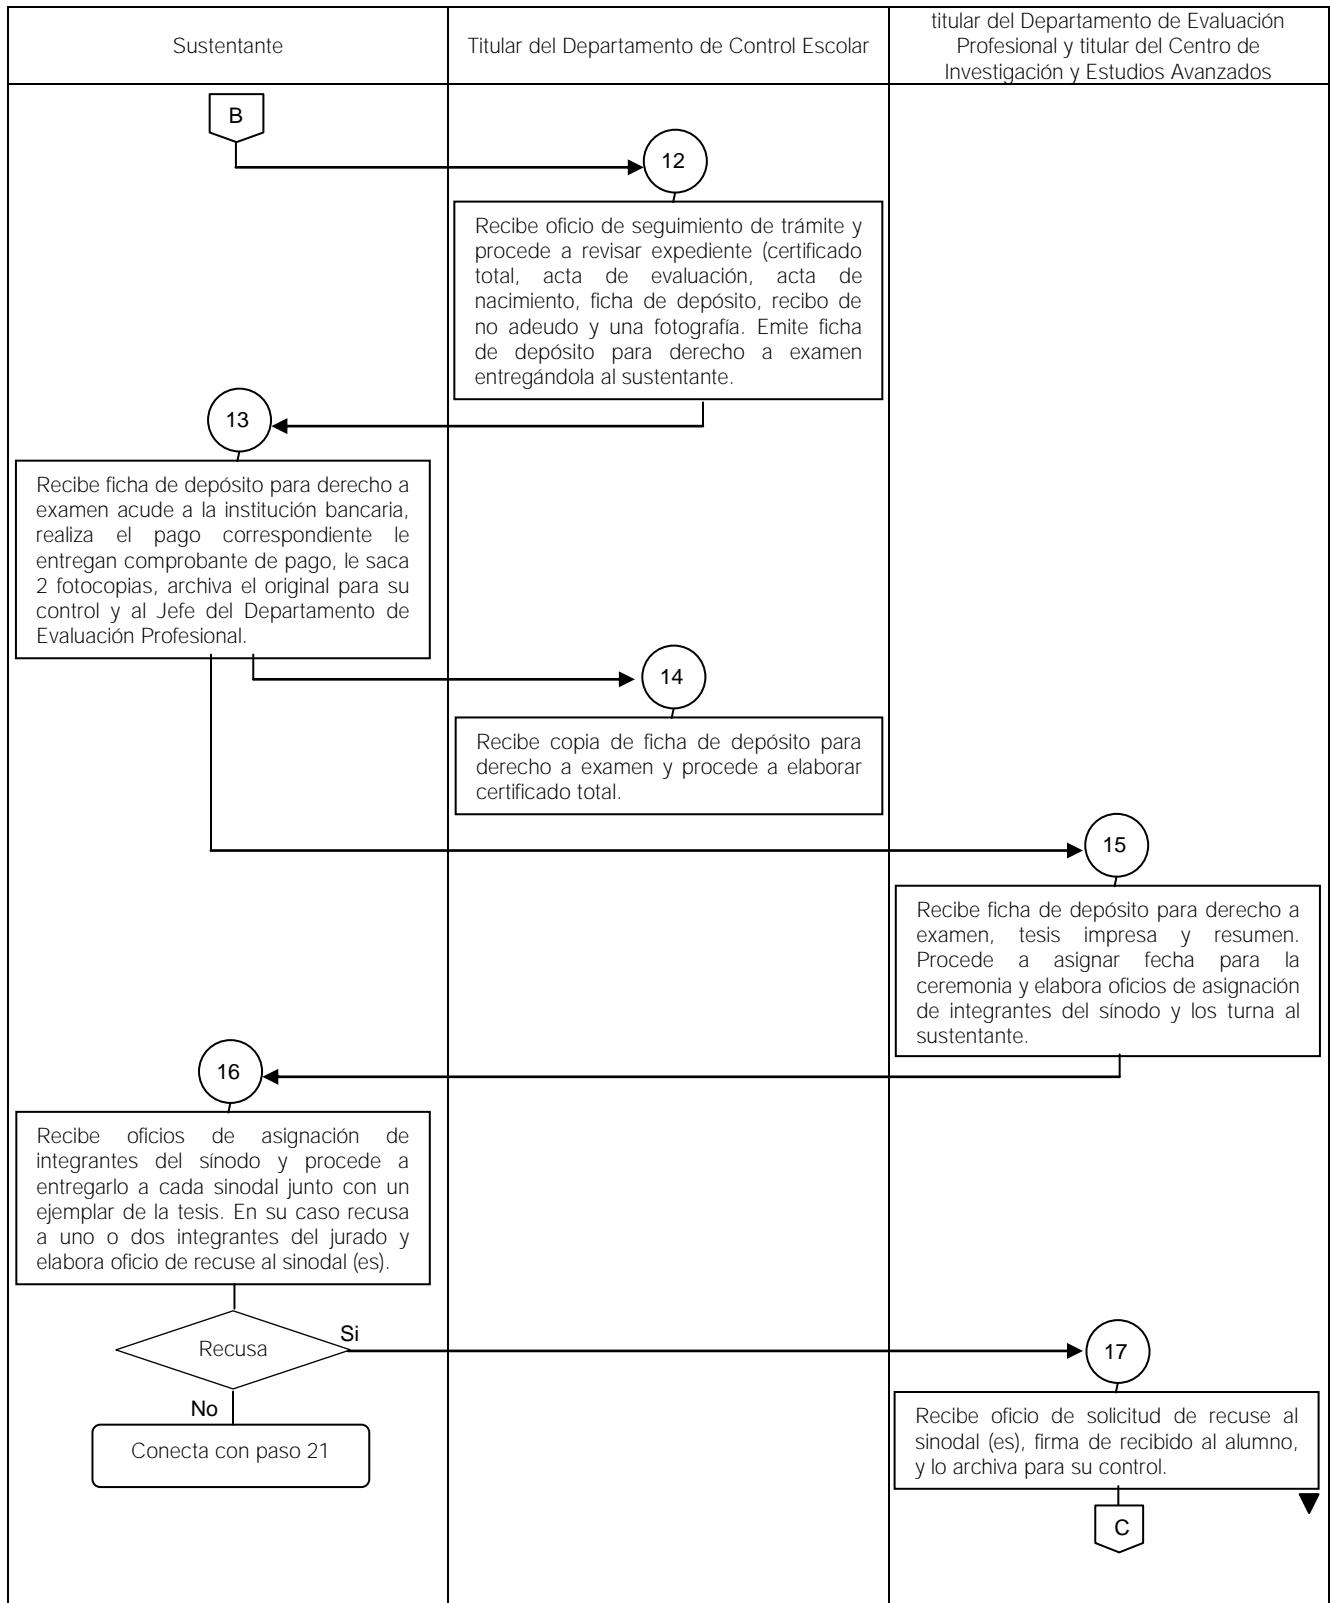 Sustentante
Titular del Departamento de Control Escolar
titular del Departamento de Evaluación
Profesional y titular del Centro de
Investigación y Estudios Avanzados
B
12
Recibe oficio de seguimiento de trámite y
procede a revisar expediente (certificado
total, acta de evaluación, acta de
nacimiento, ficha de depósito, recibo de
no adeudo y una fotografía. Emite ficha
de depósito para derecho a examen
entregándola al sustentante.
13
Recibe ficha de depósito para derecho a
examen acude a la institución bancaria,
realiza el pago correspondiente le
entregan comprobante de pago, le saca
2 fotocopias, archiva el original para su
control y al Jefe del Departamento de
Evaluación Profesional.
14
Recibe copia de ficha de depósito para
derecho a examen y procede a elaborar
certificado total.
15
Recibe ficha de depósito para derecho a
examen, tesis impresa y resumen.
Procede a asignar fecha para la
ceremonia y elabora oficios de asignación
de integrantes del sínodo y los turna al
sustentante.
16
Recibe oficios de asignación de
integrantes del sínodo y procede a
entregarlo a cada sinodal junto con un
ejemplar de la tesis. En su caso recusa
a uno o dos integrantes del jurado y
elabora oficio de recuse al sinodal (es).
Recusa
Si
No
Conecta con paso 21
17
Recibe oficio de solicitud de recuse al
sinodal (es), firma de recibido al alumno,
y lo archiva para su control.
C